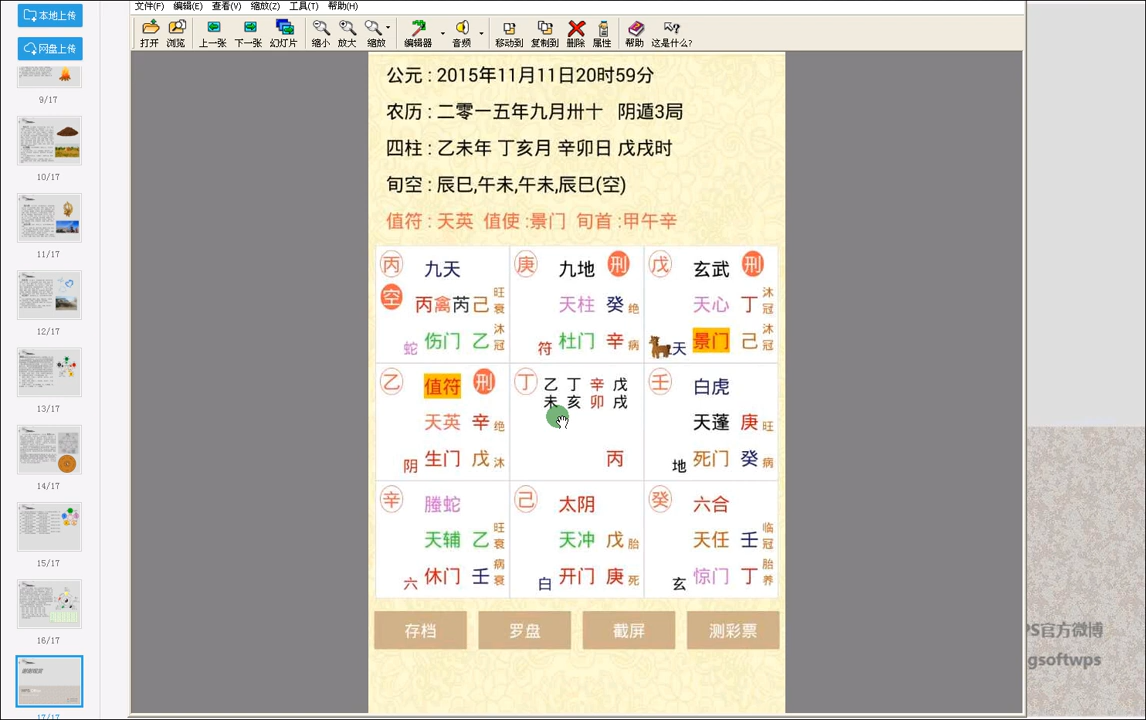 本地上传
网盘上传
9/17
10/17
11/17
12/17
13/17
14/17
15/17
16/17
17/17
文件(F) 编辑(E) 查看(V) 缩放(Z) 工具(T) 帮助(H)
打开 浏览 上一张 下一张 幻灯片 缩小 放大 缩放 编辑器 音频 移动到 复制到 删除 属性 帮助 这是什么?
公元 : 2015年11月11日20时59分
农历 : 二零一五年九月卅十 阴遁3局
四柱 : 乙未年 丁亥月 辛卯日 戊戌时
旬空 : 辰巳,午未,午未,辰巳(空)
值符 : 天英 值使 :景门 旬首 :甲午辛
丙 九天
空 丙禽芮己 旺衰
蛇 伤门 乙 沐冠
庚 九地 刑
天柱 癸 绝
符 杜门 辛 病
戊 玄武 刑
天心 丁 沐冠
天 景门 己 沐冠
乙 值符 刑
天英 辛 绝
阴 生门 戊 沐
丁 乙 丁 辛 戊
未 亥 卯 戌
丙
壬 白虎
天蓬 庚 旺
地 死门 癸 病
辛 螣蛇
天辅 乙 旺衰
六 休门 壬 病衰
己 太阴
天冲 戊 胎
白 开门 庚 死
癸 六合
天任 壬 临冠
玄 惊门 丁 胎养
存档 罗盘 截屏 测彩票
PS官方微博
gsoftwps